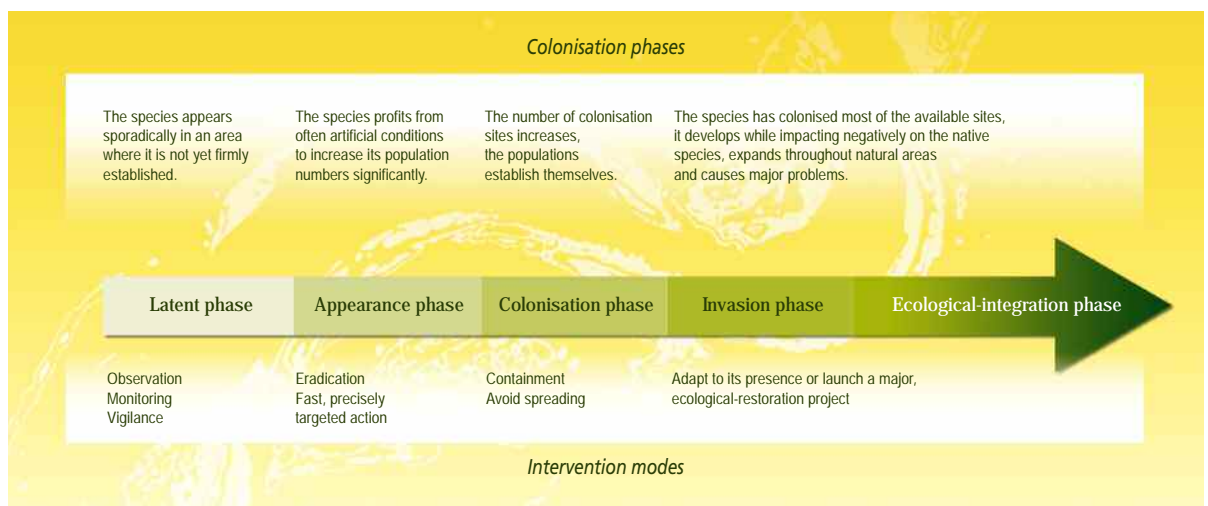 Colonisation phases
The species appears
sporadically in an area
where it is not yet firmly
established.
The species profits from
often artificial conditions
to increase its population
numbers significantly.
The number of colonisation
sites increases,
the populations
establish themselves.
The species has colonised most of the available sites,
it develops while impacting negatively on the native
species, expands throughout natural areas
and causes major problems.
Latent phase
Appearance phase
Colonisation phase
Invasion phase
Ecological-integration phase
Observation
Monitoring
Vigilance
Eradication
Fast, precisely
targeted action
Containment
Avoid spreading
Adapt to its presence or launch a major,
ecological-restoration project
Intervention modes